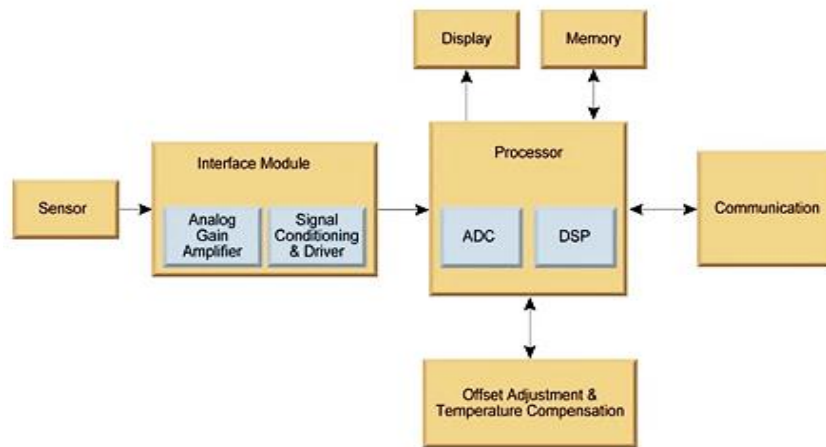 Display
Memory
Interface Module
Processor
Sensor
Analog
Gain
Amplifier
Signal
Conditioning
& Driver
ADC
DSP
Communication
Offset Adjustment &
Temperature Compensation